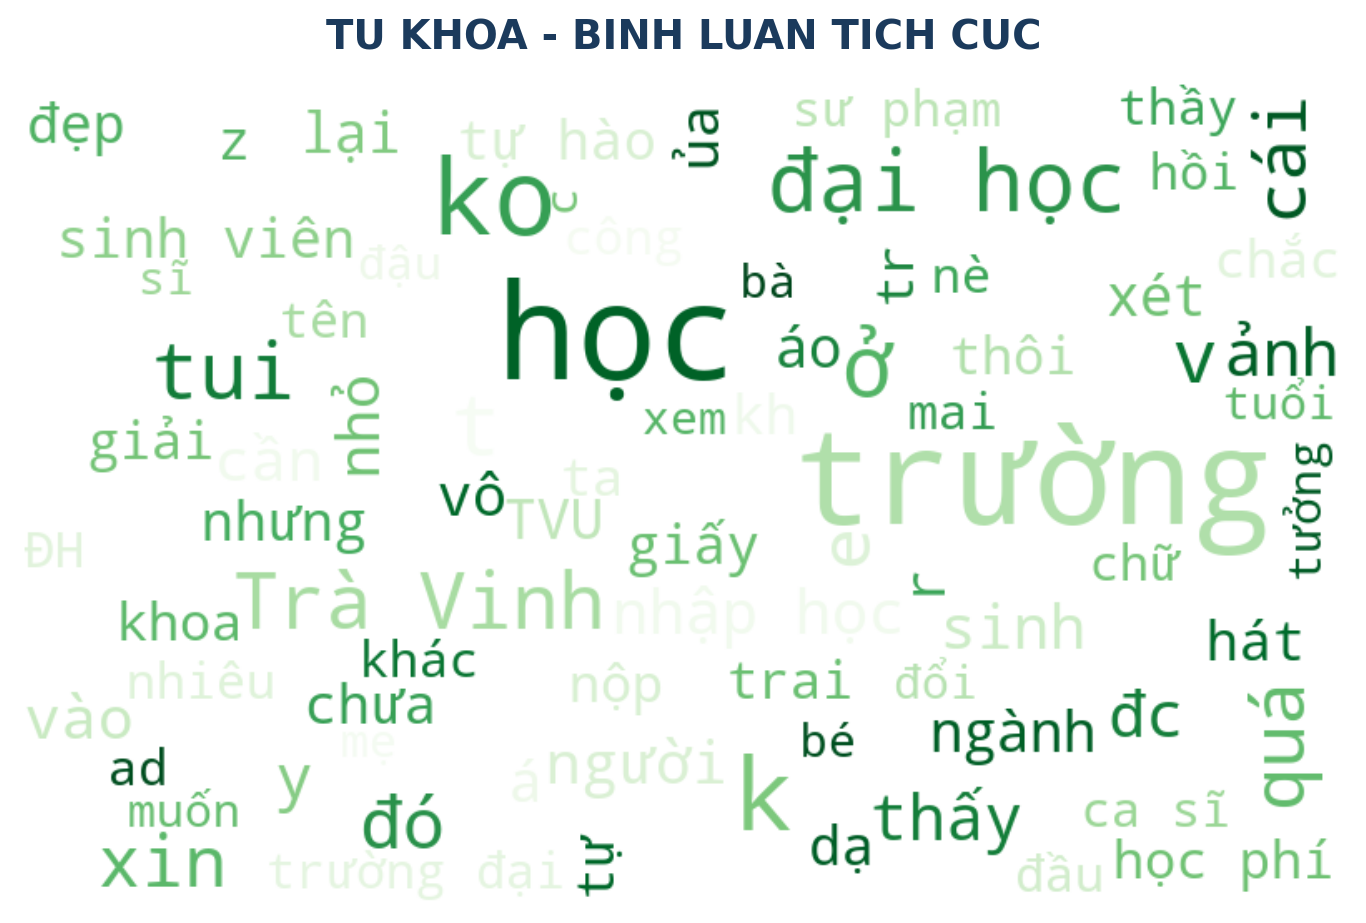 TU KHOA - BINH LUAN TICH CUC
đẹp
z
lại
tự hào
ủa
sư phạm
thầy
cái
ko
c
đại học
hồi
sinh viên
sĩ
đậu
công
tr
nè
chắc
bà
xét
học
tên
tui
nhỏ
áo
ở
thôi
v
ảnh
xem
kh
mai
tuổi
giải
cần
t
trường
tưởng
vô
ta
TVU
nhưng
giấy
e
ĐH
chữ
Trà Vinh
nhập học
r
sinh
khoa
khác
hát
nhiêu
nộp
trai
đổi
vào
chưa
mẹ
bé
ngành
đc
quá
ad
y
á
người
k
muốn
đó
thấy
ca sĩ
xin
trường đại
tự
dạ
đầu
học phí